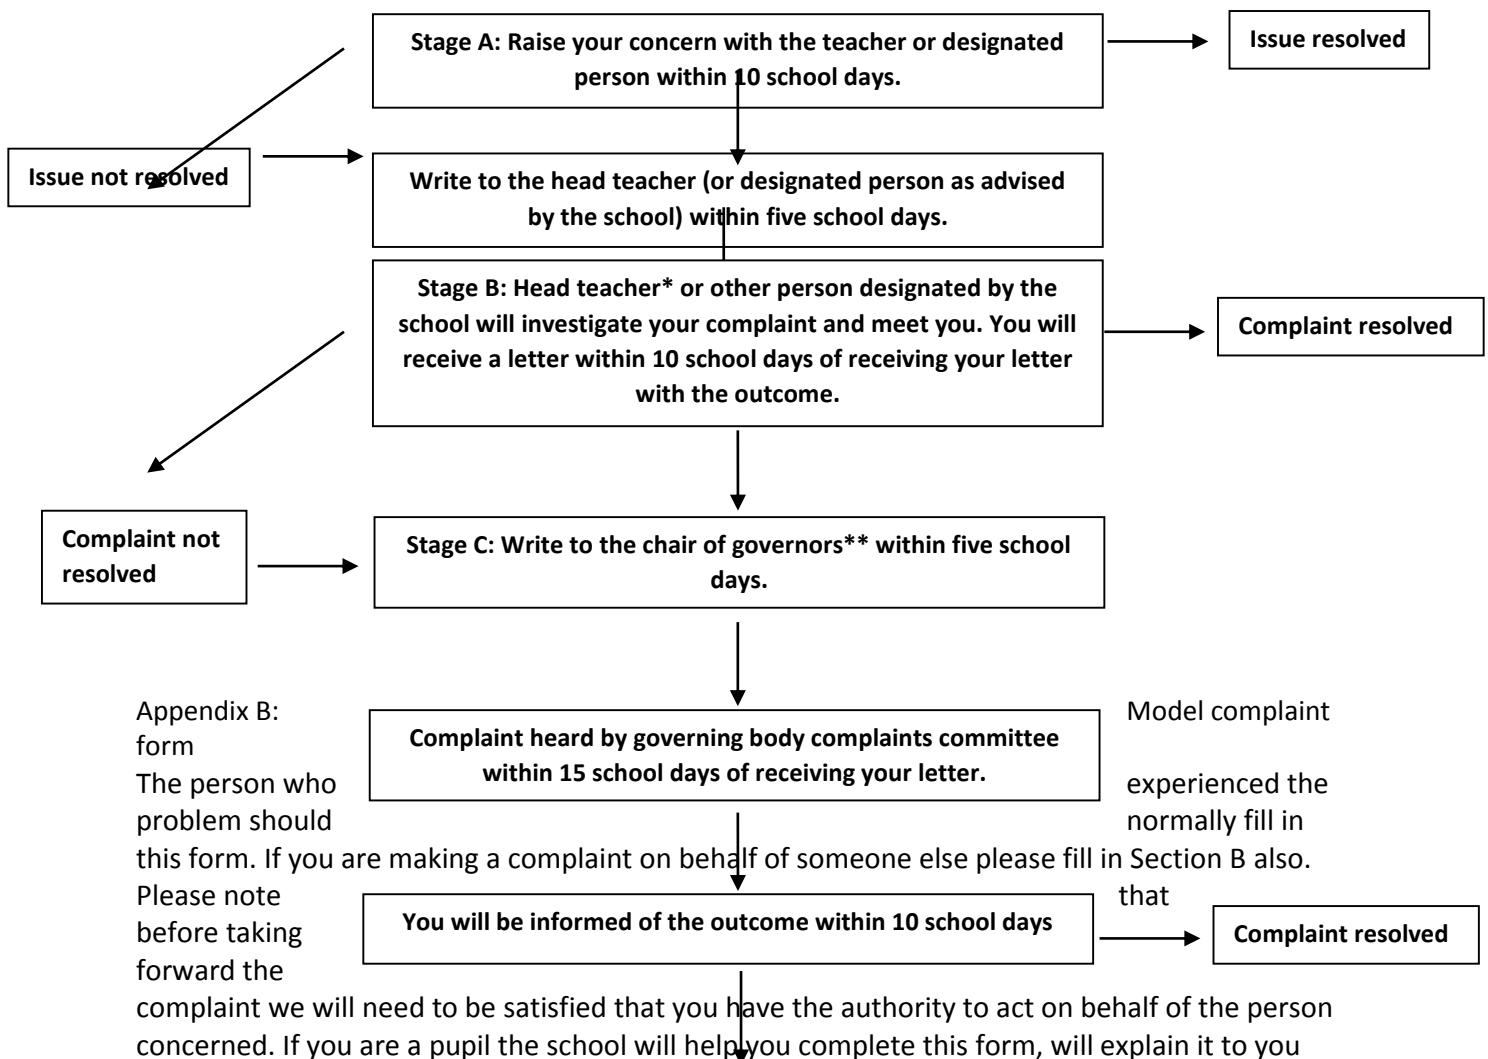 Stage A: Raise your concern with the teacher or designated
person within 10 school days.
Issue resolved
Issue not resolved
Write to the head teacher (or designated person as advised
by the school) within five school days.
Stage B: Head teacher* or other person designated by the
school will investigate your complaint and meet you. You will
receive a letter within 10 school days of receiving your letter
with the outcome.
Complaint resolved
Complaint not
resolved
Stage C: Write to the chair of governors** within five school
days.
Appendix B: Model complaint
form
Complaint heard by governing body complaints committee
within 15 school days of receiving your letter.
The person who experienced the
problem should normally fill in
this form. If you are making a complaint on behalf of someone else please fill in Section B also.
Please note that
before taking
forward the
You will be informed of the outcome within 10 school days
Complaint resolved
complaint we will need to be satisfied that you have the authority to act on behalf of the person
concerned. If you are a pupil the school will help you complete this form, will explain it to you